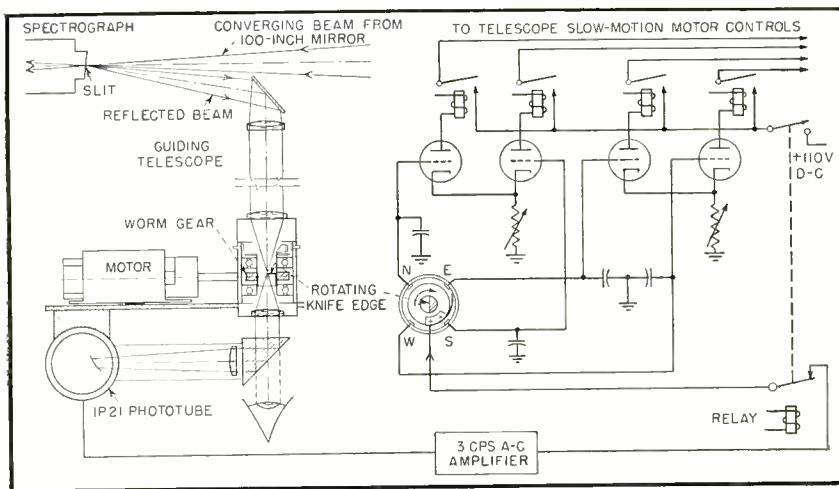 SPECTROGRAPH
CONVERGING BEAM FROM
100-INCH MIRROR
SLIT
REFLECTED BEAM
GUIDING
TELESCOPE
WORM GEAR
MOTOR
ROTATING
KNIFE EDGE
1P21 PHOTOTUBE
TO TELESCOPE SLOW-MOTION MOTOR CONTROLS
+110V
D-C
N
E
W
S
RELAY
3 CPS A-C
AMPLIFIER